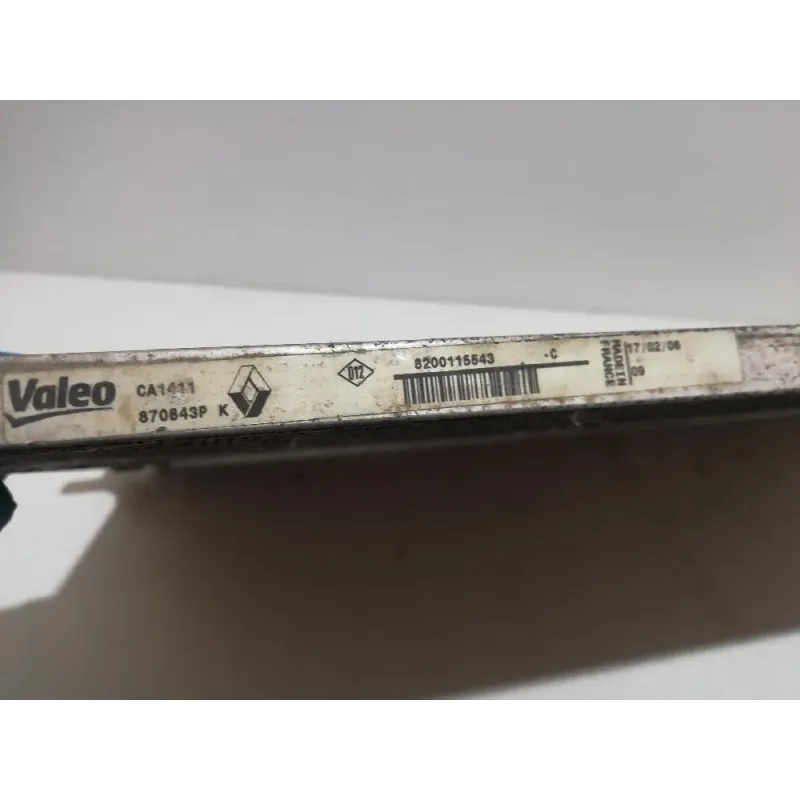 Valeo
CA1411
870843P K
D12
8200115543 -C
MADE IN
FRANCE
17/02/06
09